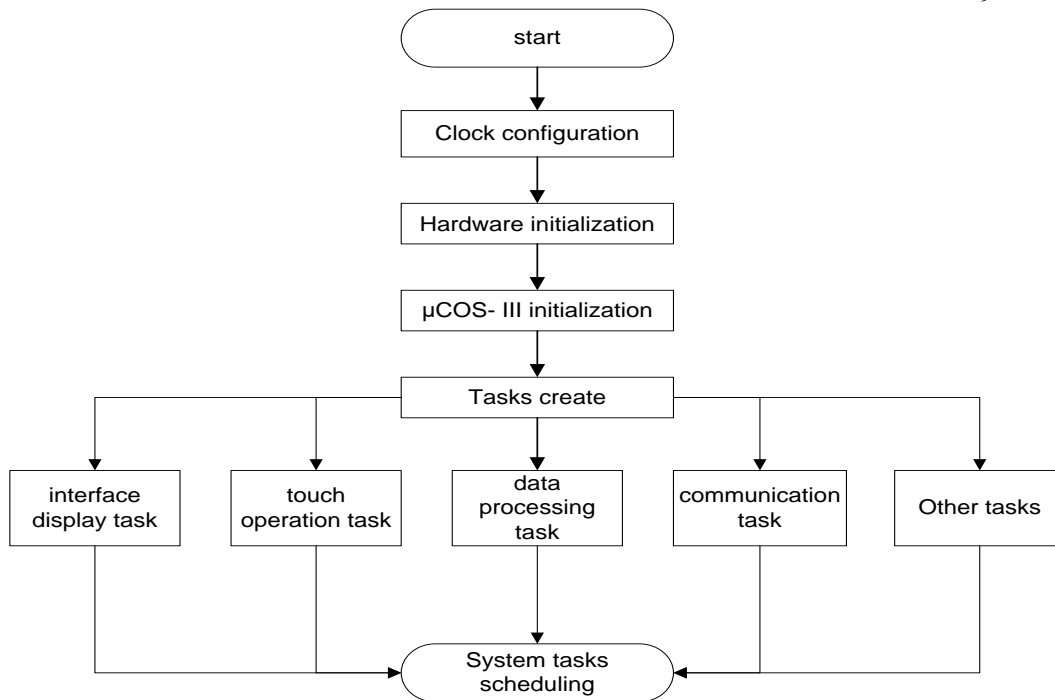 start
Clock configuration
Hardware initialization
µCOS- III initialization
Tasks create
interface
display task
touch
operation task
data
processing
task
communication
task
Other tasks
System tasks
scheduling